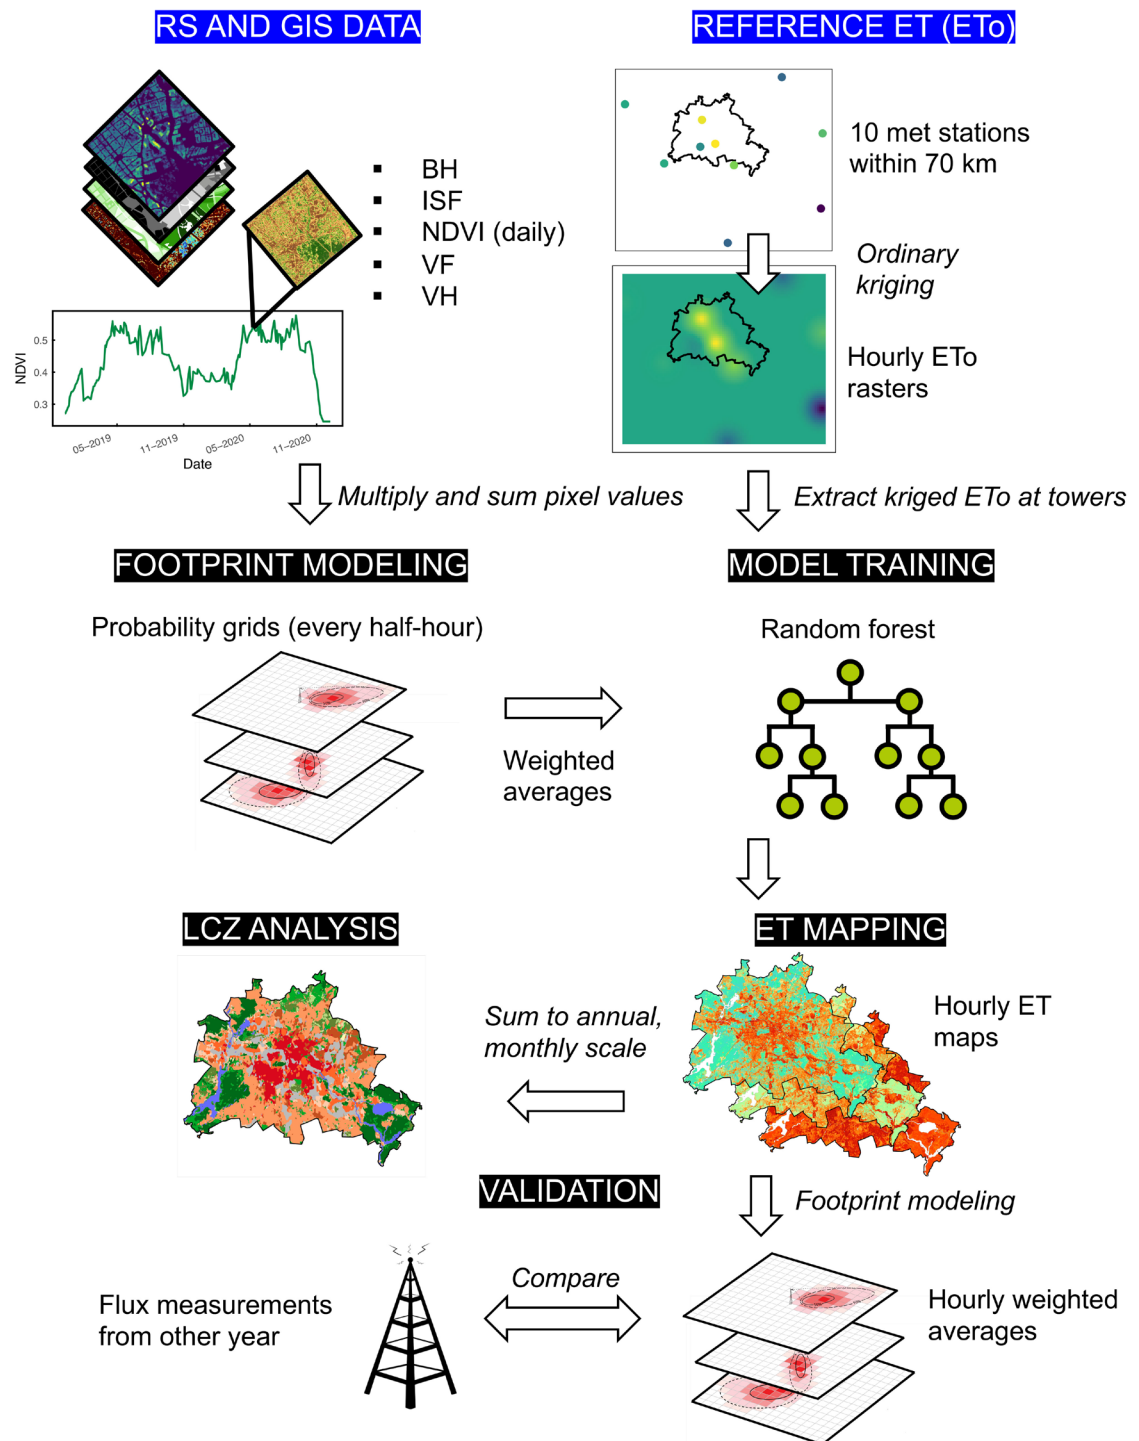 RS AND GIS DATA
REFERENCE ET (ETo)
BH
ISF
NDVI (daily)
VF
VH
10 met stations
within 70 km
Ordinary
kriging
Hourly ETo
rasters
NDVI
0.5
0.4
0.3
05-2019
11-2019
05-2020
11-2020
Date
Multiply and sum pixel values
Extract kriged ETo at towers
FOOTPRINT MODELING
MODEL TRAINING
Probability grids (every half-hour)
Random forest
Weighted
averages
LCZ ANALYSIS
ET MAPPING
Sum to annual,
monthly scale
Hourly ET
maps
VALIDATION
Footprint modeling
Flux measurements
from other year
Compare
Hourly weighted
averages